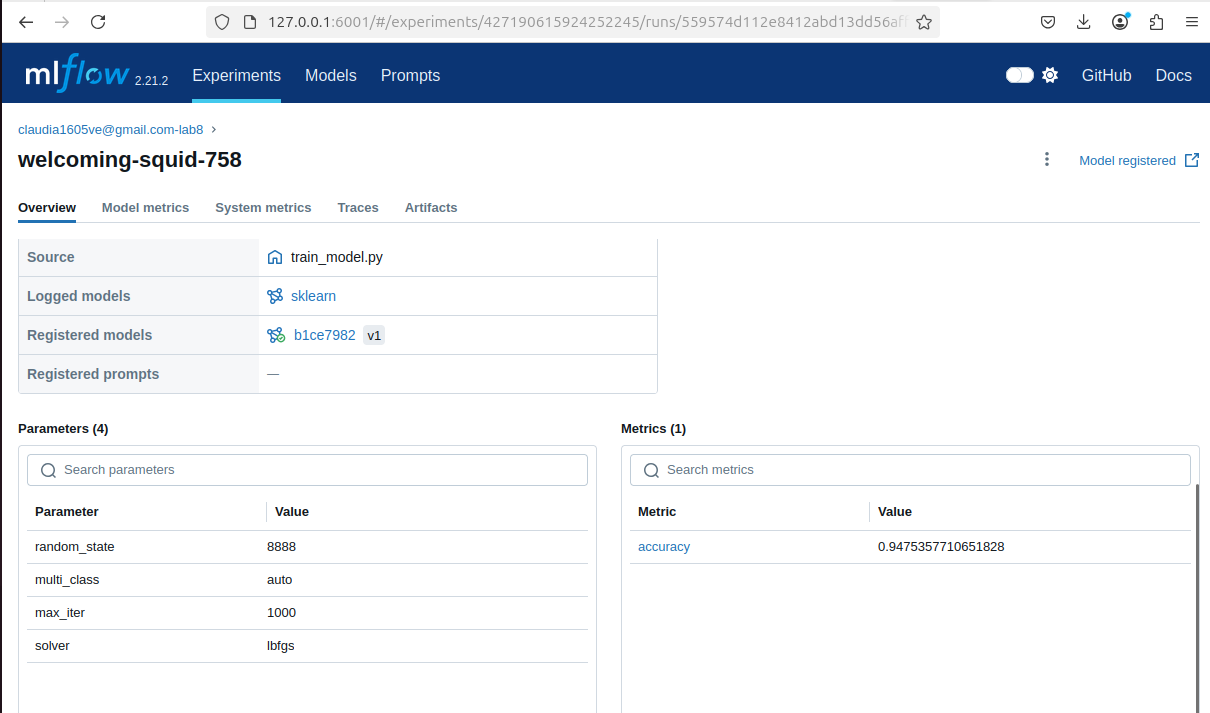 127.0.0.1:6001/#/experiments/427190615924252245/runs/559574d112e8412abd13dd56af
mlflow 2.21.2 Experiments Models Prompts GitHub Docs
claudia1605ve@gmail.com-lab8 ›
welcoming-squid-758
Model registered
Overview Model metrics System metrics Traces Artifacts
Source train_model.py
Logged models sklearn
Registered models b1ce7982 v1
Registered prompts —
Parameters (4) Metrics (1)
Search parameters Search metrics
Parameter Value Metric Value
random_state 8888 accuracy 0.9475357710651828
multi_class auto
max_iter 1000
solver lbfgs